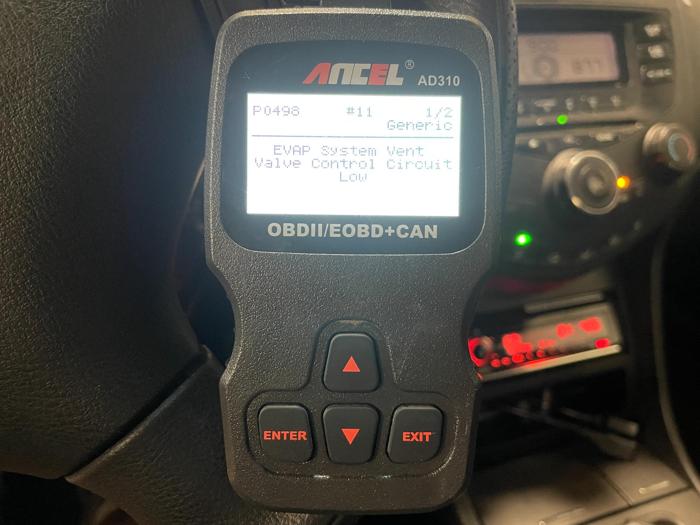 ANCEL®
AD310
P0498 #11 1/2
Generic
EVAP System Vent
Valve Control Circuit
Low
OBDII/EOBD+CAN
ENTER
EXIT